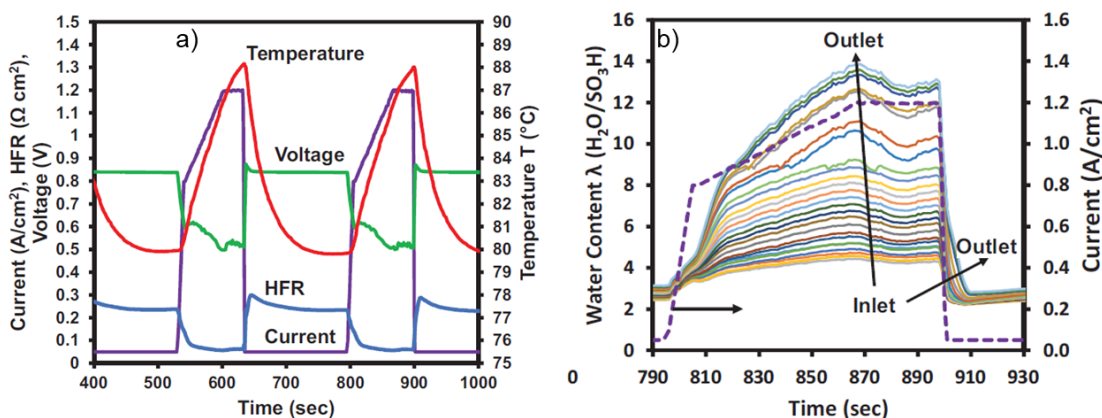 a)
Current (A/cm²), HFR (Ω cm²),
Voltage (V)
1.5
1.4
1.3
1.2
1.1
1
0.9
0.8
0.7
0.6
0.5
0.4
0.3
0.2
0.1
0
Temperature
Voltage
HFR
Current
90
89
88
87
86
85
84
83
82
81
80
79
78
77
76
75
Temperature T (°C)
400 500 600 700 800 900 1000
Time (sec)
b)
Water Content λ (H₂O/SO₃H)
16
14
12
10
8
6
4
2
0
0
Outlet
Outlet
Inlet
1.6
1.4
1.2
1.0
0.8
0.6
0.4
0.2
0.0
Current (A/cm²)
790 810 830 850 870 890 910 930
Time (sec)